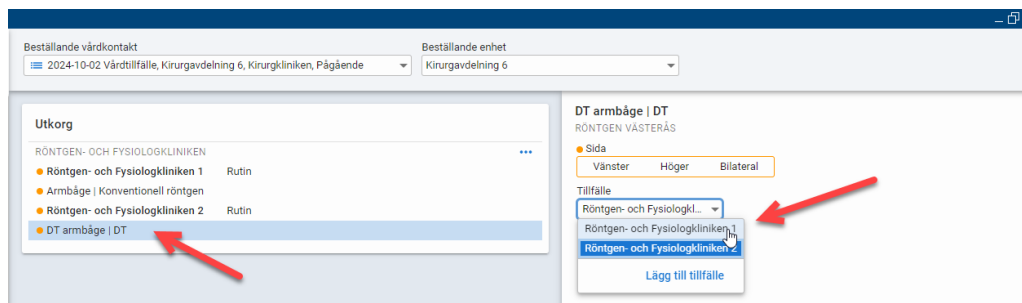 Beställande vårdkontakt
2024-10-02 Vårdtillfälle, Kirurgavdelning 6, Kirurgkliniken, Pågående
Beställande enhet
Kirurgavdelning 6
Utkorg
RÖNTGEN- OCH FYSIOLOGKLINIKEN
Röntgen- och Fysiologkliniken 1 Rutin
Armbåge | Konventionell röntgen
Röntgen- och Fysiologkliniken 2 Rutin
DT armbåge | DT
DT armbåge | DT
RÖNTGEN VÄSTERÅS
Sida
Vänster Höger Bilateral
Tillfälle
Röntgen- och Fysiologkl...
Röntgen- och Fysiologkliniken 1
Röntgen- och Fysiologkliniken 2
Lägg till tillfälle